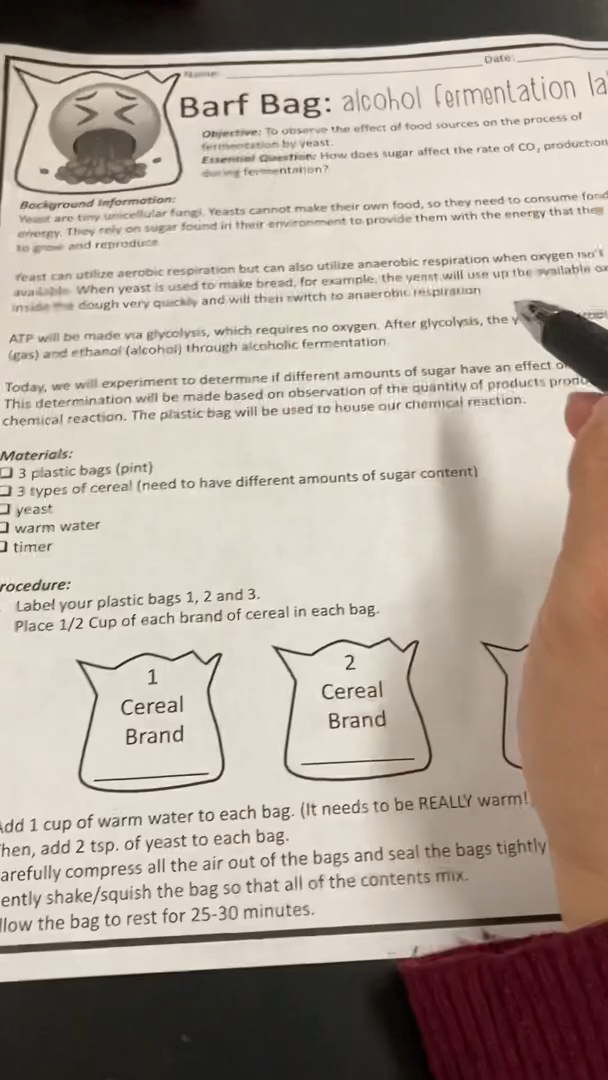 Name:
Date:
Barf Bag: alcohol fermentation la
Objective: To observe the effect of food sources on the process of
fermentation by yeast.
Essential Question: How does sugar affect the rate of CO2 production
during fermentation?
Background Information:
Yeast are tiny unicellular fungi. Yeasts cannot make their own food, so they need to consume food
energy. They rely on sugar found in their environment to provide them with the energy that they
to grow and reproduce
Yeast can utilize aerobic respiration but can also utilize anaerobic respiration when oxygen isn't
available. When yeast is used to make bread, for example, the yeast will use up the available ox
inside the dough very quickly and will then switch to anaerobic respiration
ATP will be made via glycolysis, which requires no oxygen. After glycolysis, the y
(gas) and ethanol (alcohol) through alcoholic fermentation
Today, we will experiment to determine if different amounts of sugar have an effect o
This determination will be made based on observation of the quantity of products produ
chemical reaction. The plastic bag will be used to house our chemical reaction.
Materials:
3 plastic bags (pint)
3 types of cereal (need to have different amounts of sugar content)
yeast
warm water
timer
rocedure:
Label your plastic bags 1, 2 and 3.
Place 1/2 Cup of each brand of cereal in each bag.
1
Cereal
Brand
2
Cereal
Brand
Add 1 cup of warm water to each bag. (It needs to be REALLY warm!
hen, add 2 tsp. of yeast to each bag.
arefully compress all the air out of the bags and seal the bags tightly
ently shake/squish the bag so that all of the contents mix.
llow the bag to rest for 25-30 minutes.